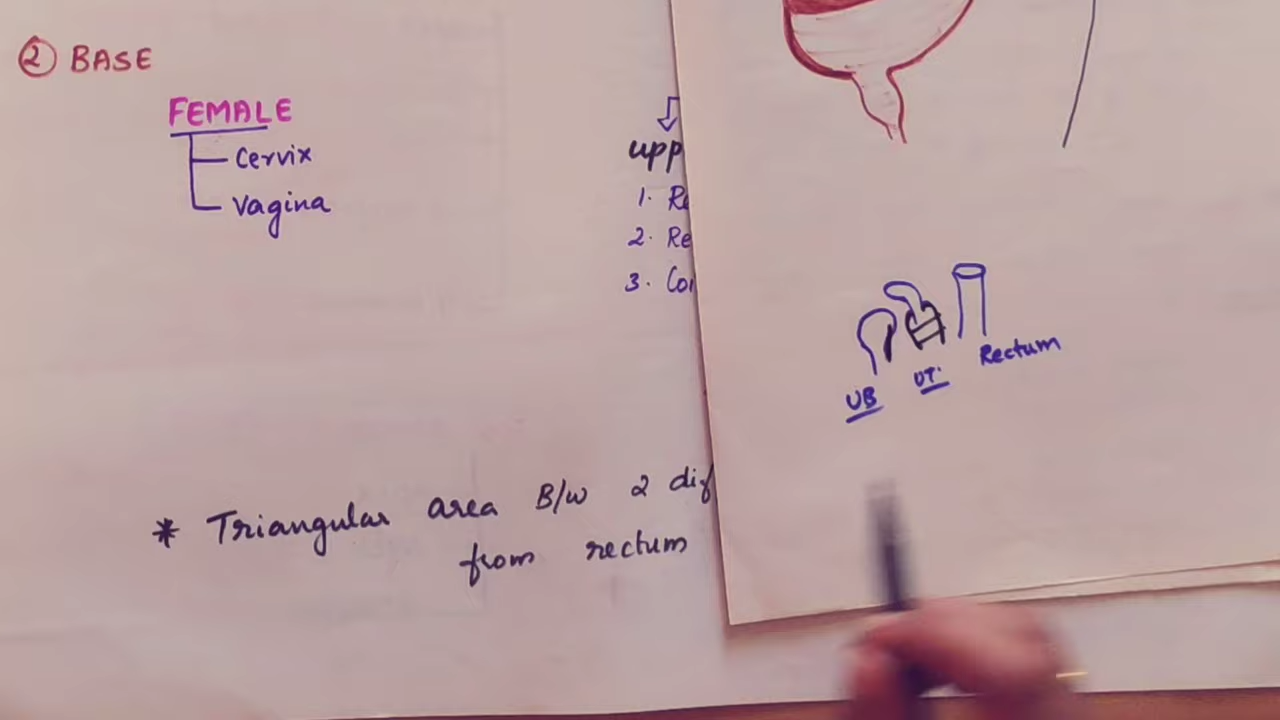 ② BASE
FEMALE
Cervix
Vagina
upp
1. Re
2. Re
3. Con
* Triangular area B/w 2 dif
from rectum
UB
UT.
Rectum